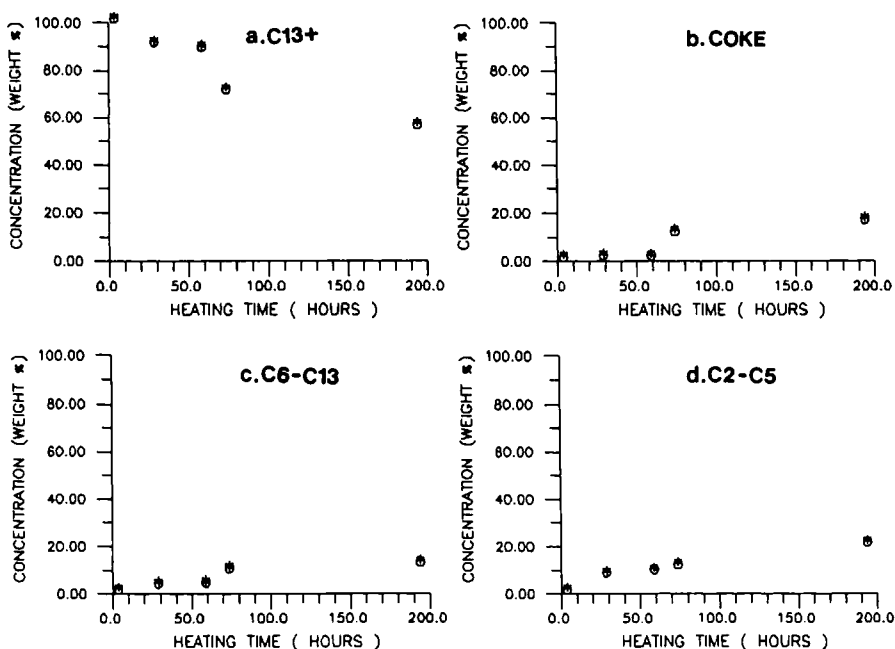 a.C13+
CONCENTRATION (WEIGHT %)
100.00
80.00
60.00
40.00
20.00
0.00
0.0 50.0 100.0 150.0 200.0
HEATING TIME ( HOURS )
b.COKE
CONCENTRATION (WEIGHT %)
100.00
80.00
60.00
40.00
20.00
0.00
0.0 50.0 100.0 150.0 200.0
HEATING TIME ( HOURS )
c.C6-C13
CONCENTRATION (WEIGHT %)
100.00
80.00
60.00
40.00
20.00
0.00
0.0 50.0 100.0 150.0 200.0
HEATING TIME ( HOURS )
d.C2-C5
CONCENTRATION (WEIGHT %)
100.00
80.00
60.00
40.00
20.00
0.00
0.0 50.0 100.0 150.0 200.0
HEATING TIME ( HOURS )